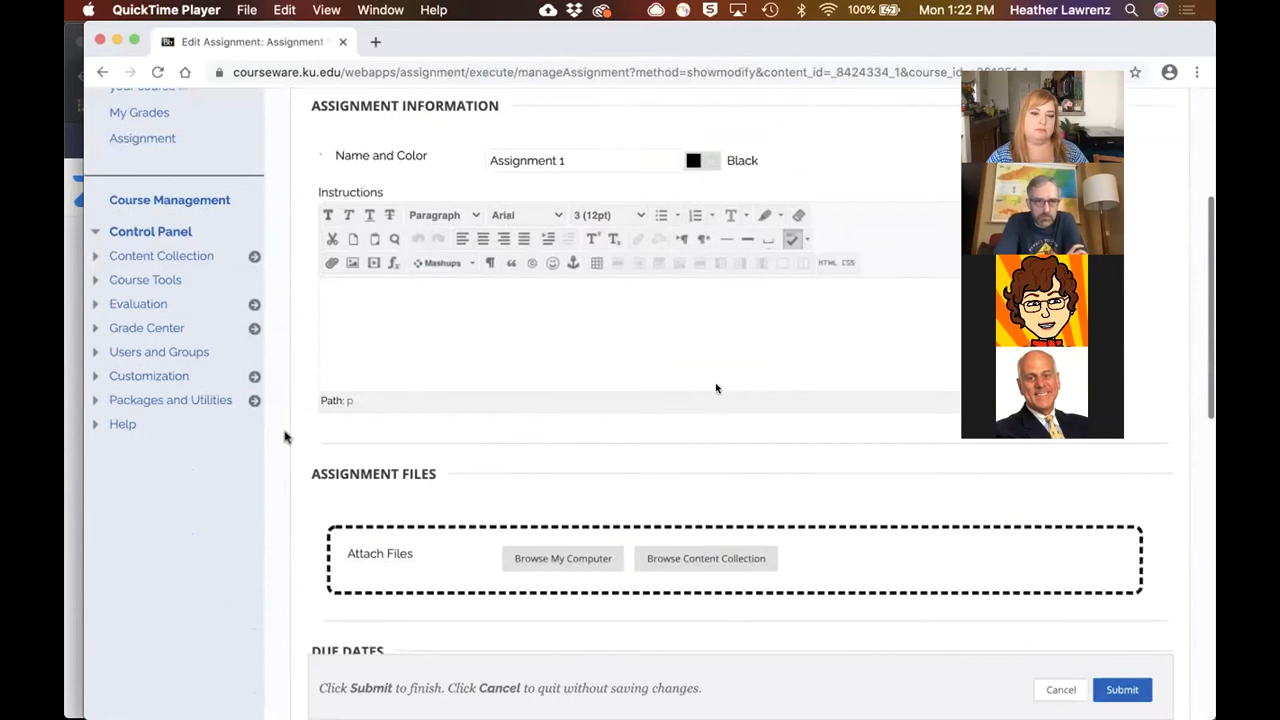 QuickTime Player File Edit View Window Help 100% Mon 1:22 PM Heather Lawrenz
Edit Assignment: Assignment
courseware.ku.edu/webapps/assignment/execute/manageAssignment?method=showmodify&content_id=_8424334_1&course_id
your course
My Grades
Assignment
Course Management
Control Panel
Content Collection
Course Tools
Evaluation
Grade Center
Users and Groups
Customization
Packages and Utilities
Help
ASSIGNMENT INFORMATION
Name and Color Assignment 1 Black
Instructions
T T T T Paragraph Arial 3 (12pt) T
T Tx
fx Mashups HTML CSS
Path: p
ASSIGNMENT FILES
Attach Files Browse My Computer Browse Content Collection
DUE DATES
Click Submit to finish. Click Cancel to quit without saving changes. Cancel Submit